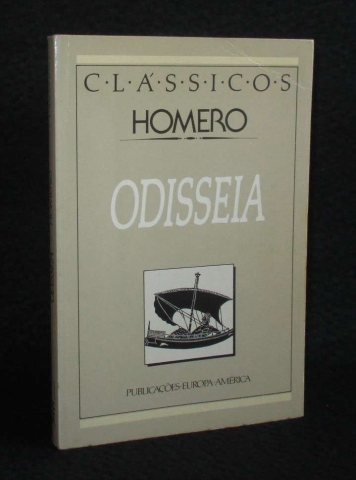 C·L·Á·S·S·I·C·O·S
HOMERO
ODISSEIA
PUBLICAÇÕES·EUROPA·AMÉRICA